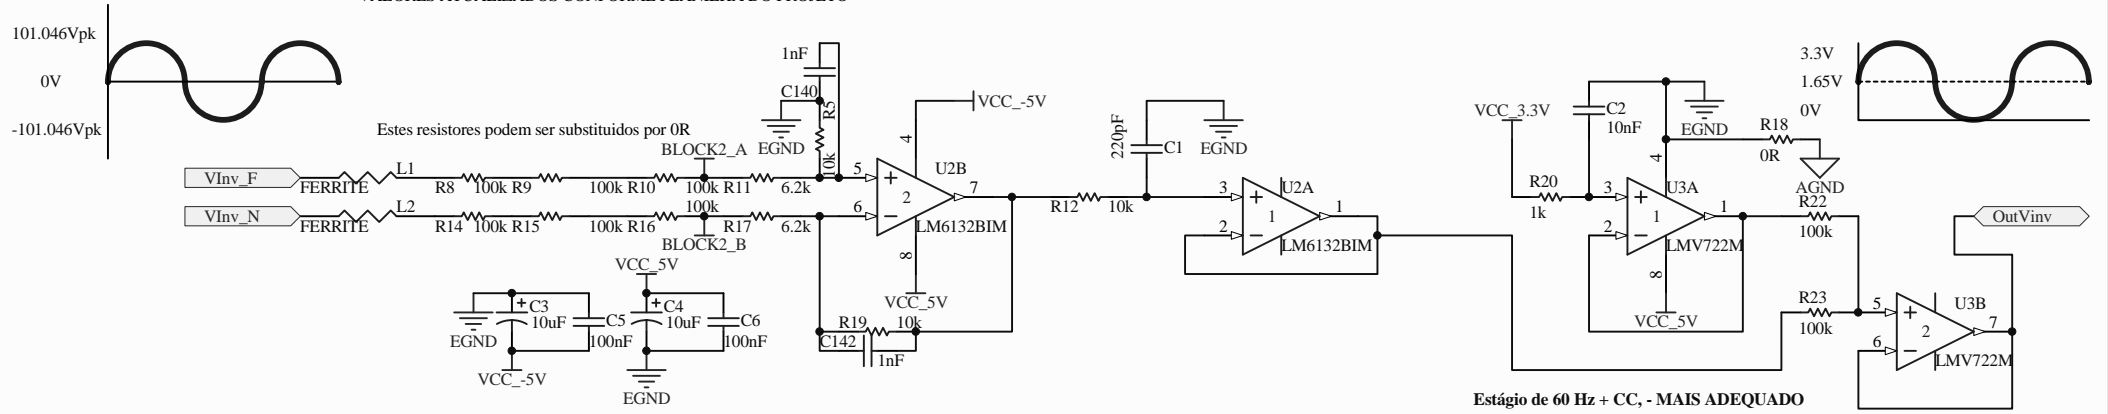 101.046Vpk
0V
-101.046Vpk
Estes resistores podem ser substituidos por 0R
VInv_F
FERRITE
L1
R8
100k
R9
100k
R10
100k
R11
6.2k
BLOCK2_A
VInv_N
FERRITE
L2
R14
100k
R15
100k
R16
100k
R17
6.2k
BLOCK2_B
1nF
C140
R5
10k
EGND
VCC_-5V
4
5
6
7
8
2
U2B
LM6132BIM
VCC_5V
R19
10k
C142
1nF
EGND
C3
10uF
C5
100nF
VCC_-5V
VCC_5V
C4
10uF
C6
100nF
EGND
R12
10k
220pF
C1
EGND
3
2
1
1
U2A
LM6132BIM
VCC_3.3V
R20
1k
C2
10nF
EGND
R18
0R
AGND
3
2
4
8
1
1
U3A
LMV722M
VCC_5V
R22
100k
R23
100k
5
6
7
2
U3B
LMV722M
OutVinv
3.3V
1.65V
0V
Estágio de 60 Hz + CC, - MAIS ADEQUADO